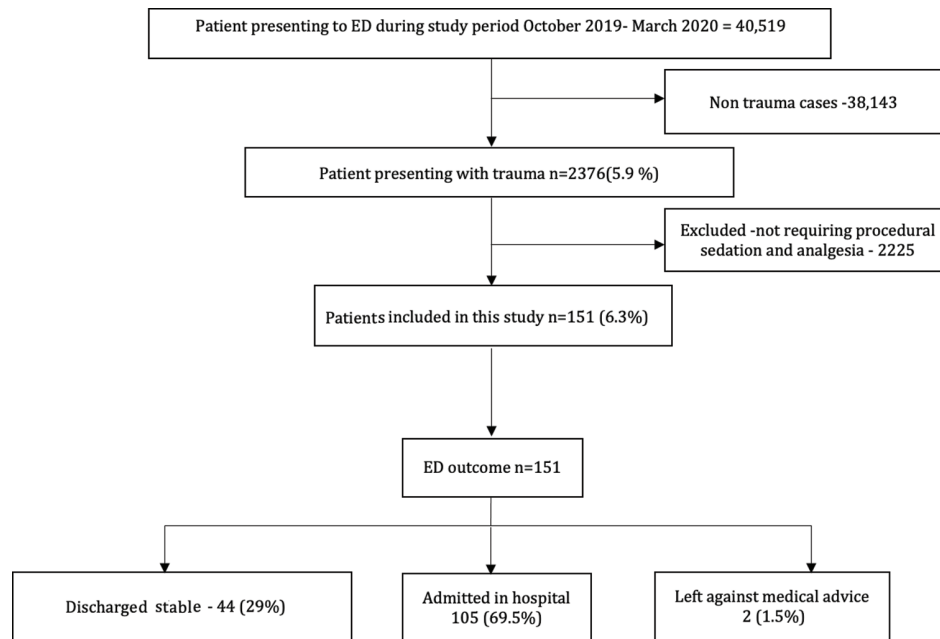 Patient presenting to ED during study period October 2019- March 2020 = 40,519
Non trauma cases -38,143
Patient presenting with trauma n=2376(5.9 %)
Excluded -not requiring procedural
sedation and analgesia - 2225
Patients included in this study n=151 (6.3%)
ED outcome n=151
Discharged stable - 44 (29%)
Admitted in hospital
105 (69.5%)
Left against medical advice
2 (1.5%)